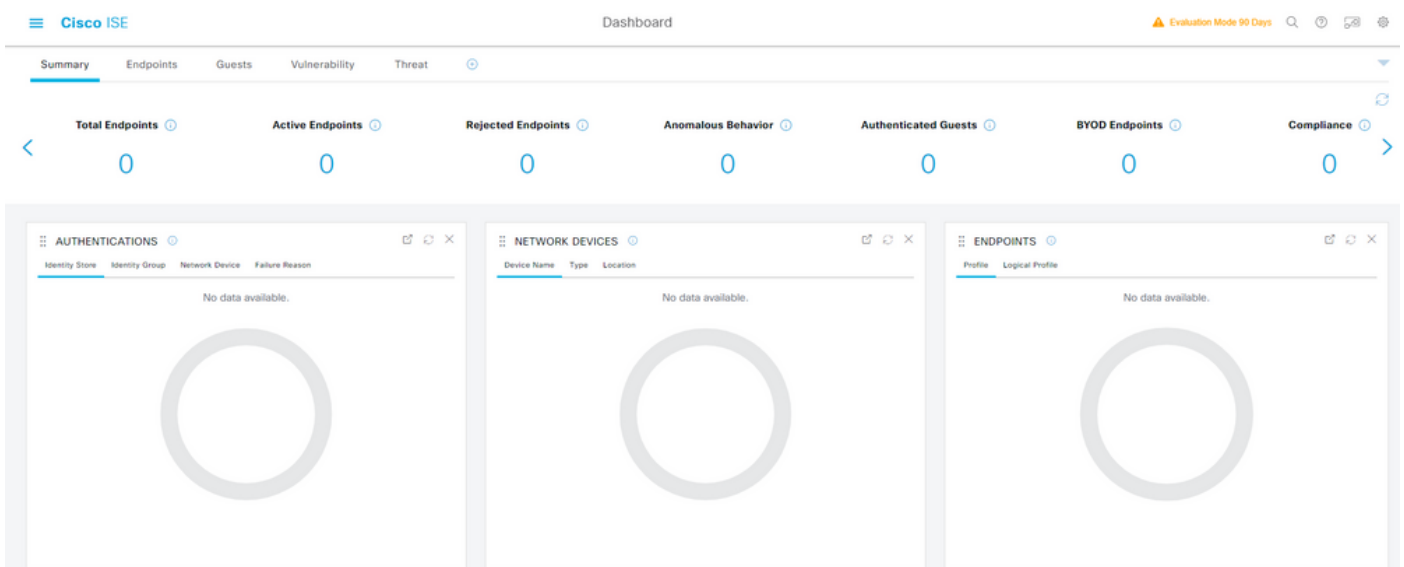 Cisco ISE
Dashboard
Evaluation Mode 90 Days
Summary Endpoints Guests Vulnerability Threat
Total Endpoints Active Endpoints Rejected Endpoints Anomalous Behavior Authenticated Guests BYOD Endpoints Compliance
0 0 0 0 0 0 0
AUTHENTICATIONS
Identity Store Identity Group Network Device Failure Reason
No data available.
NETWORK DEVICES
Device Name Type Location
No data available.
ENDPOINTS
Profile Logical Profile
No data available.